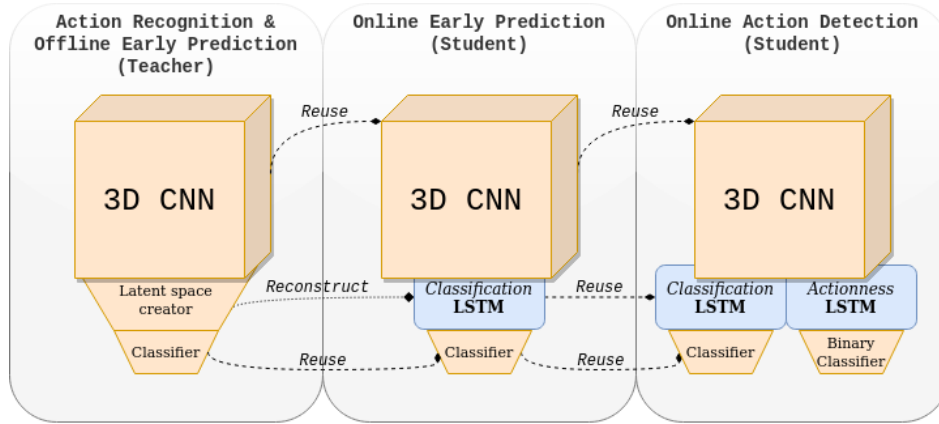 Action Recognition &
Offline Early Prediction
(Teacher)
Online Early Prediction
(Student)
Online Action Detection
(Student)
Reuse
Reuse
3D CNN
3D CNN
3D CNN
Latent space
creator
Reconstruct
Classification
LSTM
Reuse
Classification
LSTM
Actionness
LSTM
Classifier
Reuse
Classifier
Reuse
Classifier
Binary
Classifier